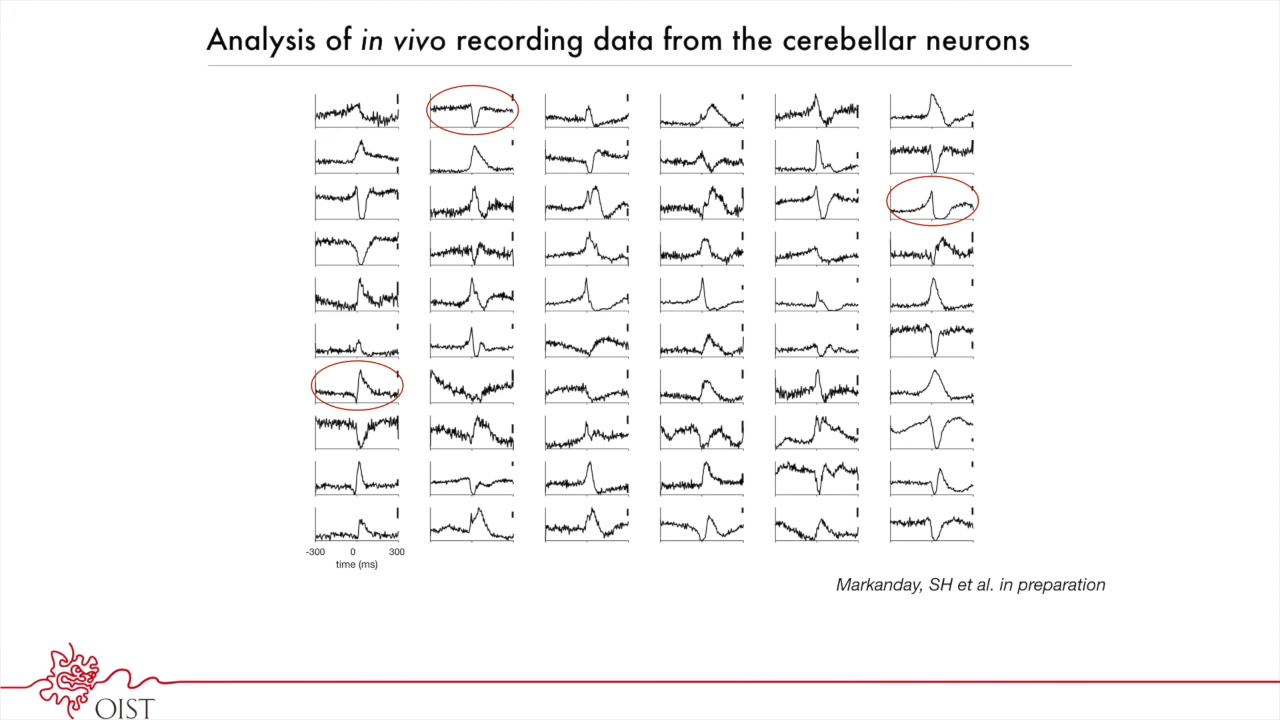 Analysis of in vivo recording data from the cerebellar neurons
-300 0 300
time (ms)
Markanday, SH et al. in preparation
OIST